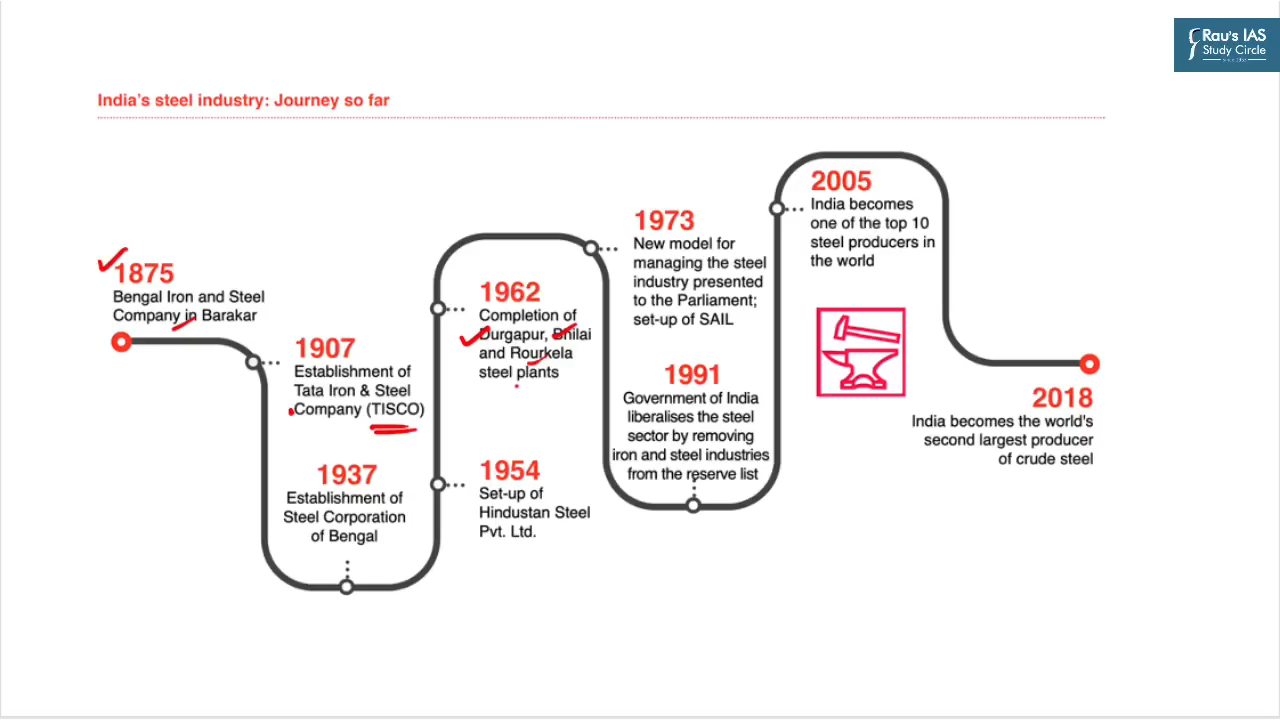 Rau's IAS
Study Circle
India's steel industry: Journey so far
1875
Bengal Iron and Steel
Company in Barakar
1907
Establishment of
Tata Iron & Steel
Company (TISCO)
1937
Establishment of
Steel Corporation
of Bengal
1962
Completion of
Durgapur, Bhilai
and Rourkela
steel plants
1954
Set-up of
Hindustan Steel
Pvt. Ltd.
1973
New model for
managing the steel
industry presented
to the Parliament;
set-up of SAIL
1991
Government of India
liberalises the steel
sector by removing
iron and steel industries
from the reserve list
2005
India becomes
one of the top 10
steel producers in
the world
2018
India becomes the world's
second largest producer
of crude steel